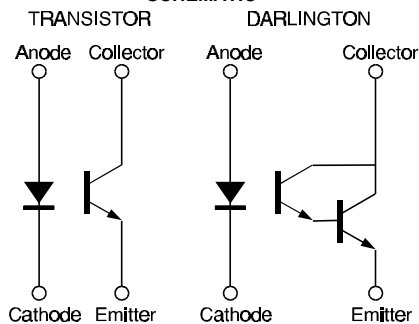 TRANSISTOR DARLINGTON
Anode Collector Anode Collector
Cathode Emitter Cathode Emitter